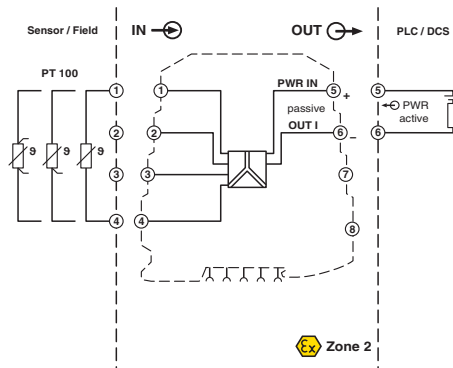 Sensor / Field
IN
OUT
PLC / DCS
PT 100
1
1
PWR IN
5
+
5
passive
PWR
active
ϑ
ϑ
ϑ
2
2
OUT I
6
–
6
3
3
7
4
4
8
Ex Zone 2